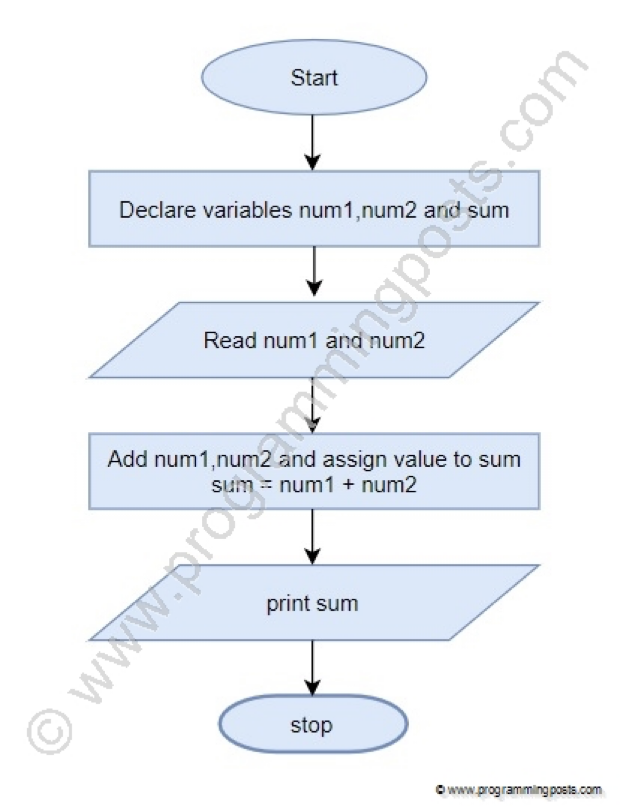 Start
Declare variables num1,num2 and sum
Read num1 and num2
Add num1,num2 and assign value to sum
sum = num1 + num2
print sum
stop
© www.programmingposts.com
© www.programmingposts.com